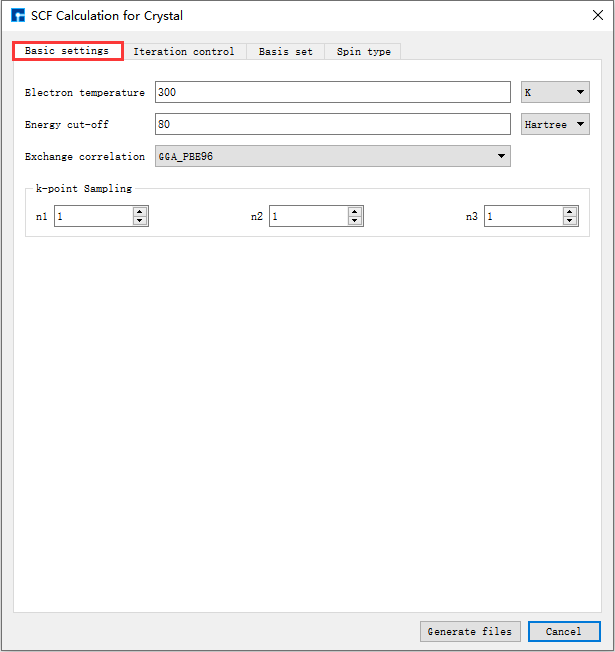 SCF Calculation for Crystal
Basic settings Iteration control Basis set Spin type
Electron temperature 300 K
Energy cut-off 80 Hartree
Exchange correlation GGA_PBE96
k-point Sampling
n1 1 n2 1 n3 1
Generate files Cancel